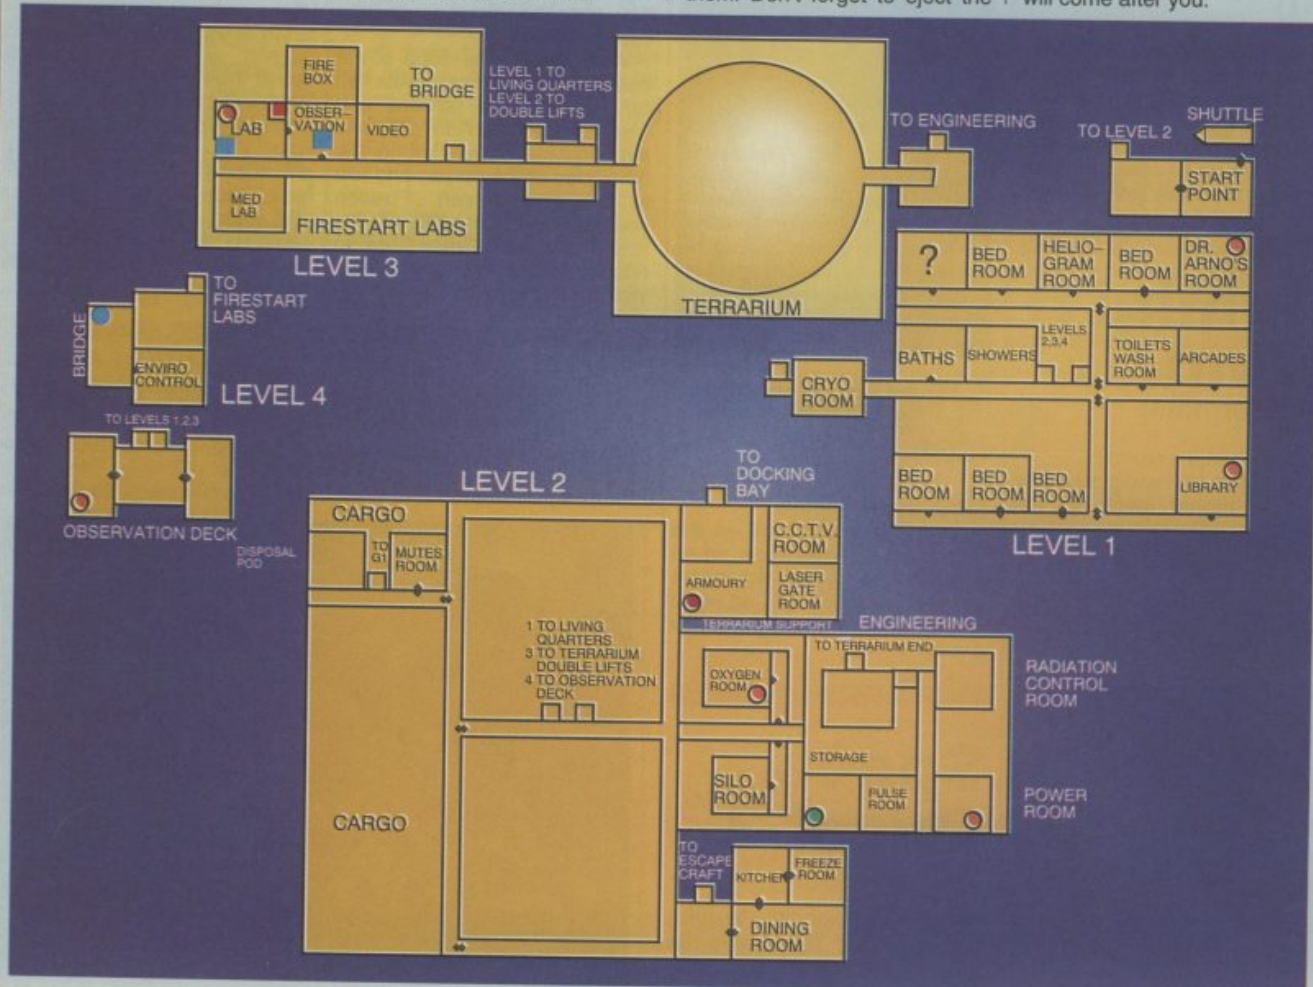 them. Don't forget to eject the
will come after you.
FIRE
BOX
TO
BRIDGE
LAB
OBSER-
VATION
VIDEO
MED
LAB
FIRESTART LABS
LEVEL 3
LEVEL 1 TO
LIVING QUARTERS
LEVEL 2 TO
DOUBLE LIFTS
TERRARIUM
TO ENGINEERING
TO LEVEL 2
SHUTTLE
START
POINT
?
BED
ROOM
HELIO-
GRAM
ROOM
BED
ROOM
DR.
ARNO'S
ROOM
BATHS
SHOWERS
LEVELS
2,3,4
TOILETS
WASH
ROOM
ARCADES
CRYO
ROOM
BED
ROOM
BED
ROOM
BED
ROOM
LIBRARY
LEVEL 1
TO
FIRESTART
LABS
BRIDGE
ENVIRO
CONTROL
LEVEL 4
TO LEVELS 1,2,3
OBSERVATION DECK
LEVEL 2
DISPOSAL
POD
CARGO
TO
G1
MUTES
ROOM
CARGO
1 TO LIVING
QUARTERS
3 TO TERRARIUM
DOUBLE LIFTS
4 TO OBSERVATION
DECK
TO
DOCKING
BAY
C.C.T.V.
ROOM
ARMOURY
LASER
GATE
ROOM
TERRARIUM SUPPORT
ENGINEERING
OXYGEN
ROOM
TO TERRARIUM END
RADIATION
CONTROL
ROOM
STORAGE
SILO
ROOM
PULSE
ROOM
POWER
ROOM
TO
ESCAPE
CRAFT
KITCHEN
FREEZE
ROOM
DINING
ROOM